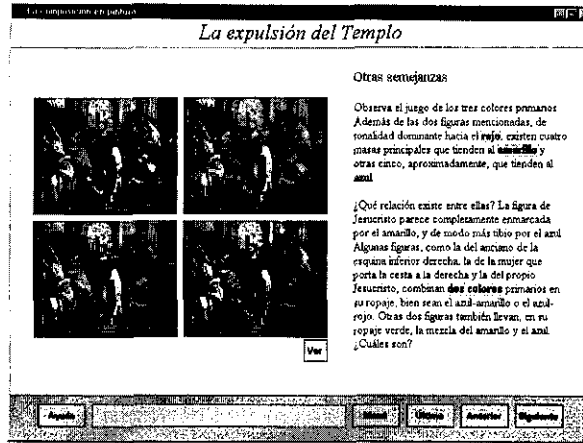 La composición en pintura
La expulsión del Templo
Otras semejanzas
Observa el juego de los tres colores primarios
Además de las dos figuras mencionadas, de
tonalidad dominante hacia el rojo, existen cuatro
masas principales que tienden al amarillo y
otras cinco, aproximadamente, que tienden al
azul
¿Qué relación existe entre ellas? La figura de
Jesucristo parece completamente enmarcada
por el amarillo, y de modo más tibio por el azul
Algunas figuras, como la del anciano de la
esquina inferior derecha, la de la mujer que
porta la cesta a la derecha y la del propio
Jesucristo, combinan dos colores primarios en
su ropaje, bien sean el azul-amarillo o el azul-
rojo. Otras dos figuras también llevan, en su
ropaje verde, la mezcla del amarillo y el azul
¿Cuáles son?
Ver
Ayuda
Menú
Último
Anterior
Siguiente